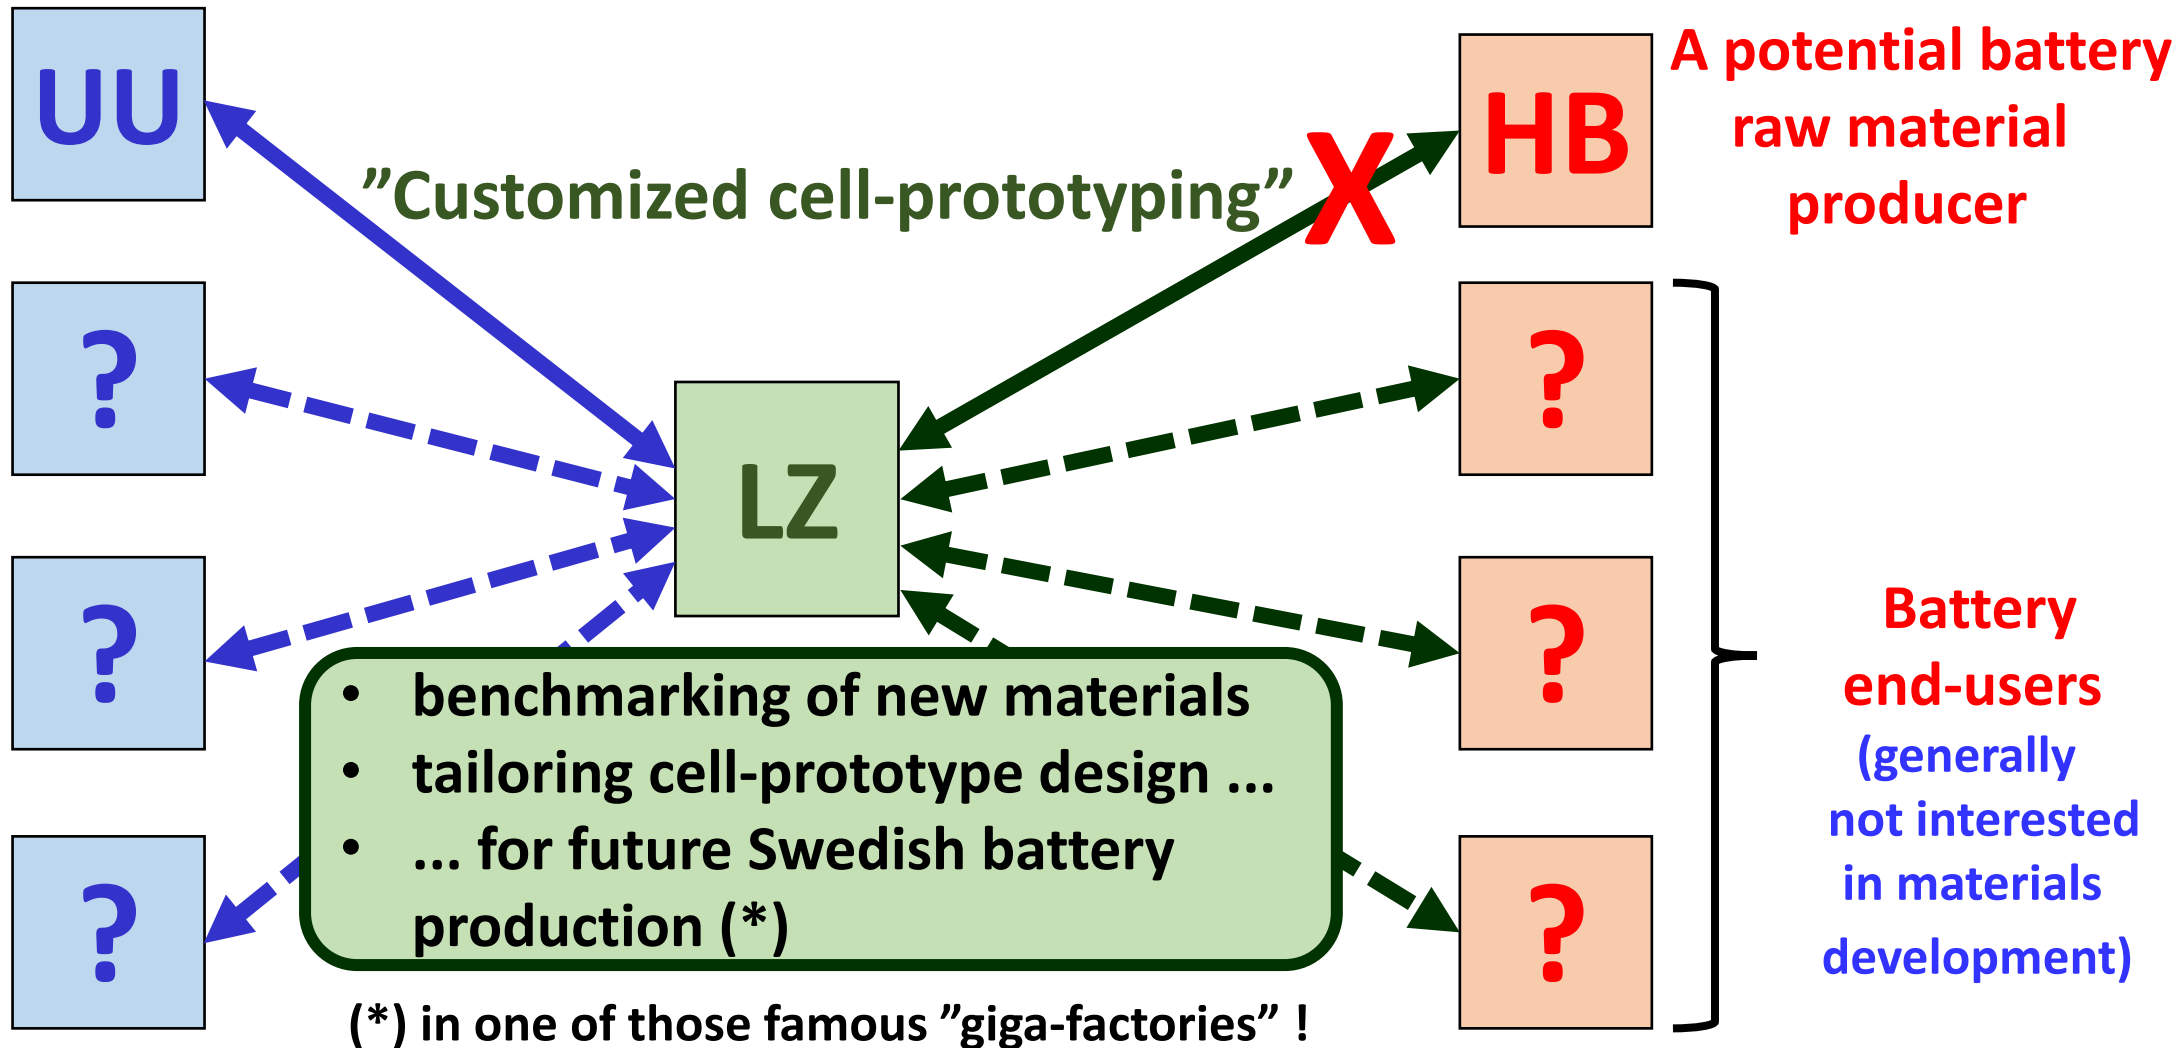 UU
HB
A potential battery
raw material
producer
”Customized cell-prototyping”
X
?
?
LZ
?
?
Battery
end-users
(generally
not interested
in materials
development)
• benchmarking of new materials
• tailoring cell-prototype design ...
• ... for future Swedish battery
production (*)
?
?
(*) in one of those famous ”giga-factories” !